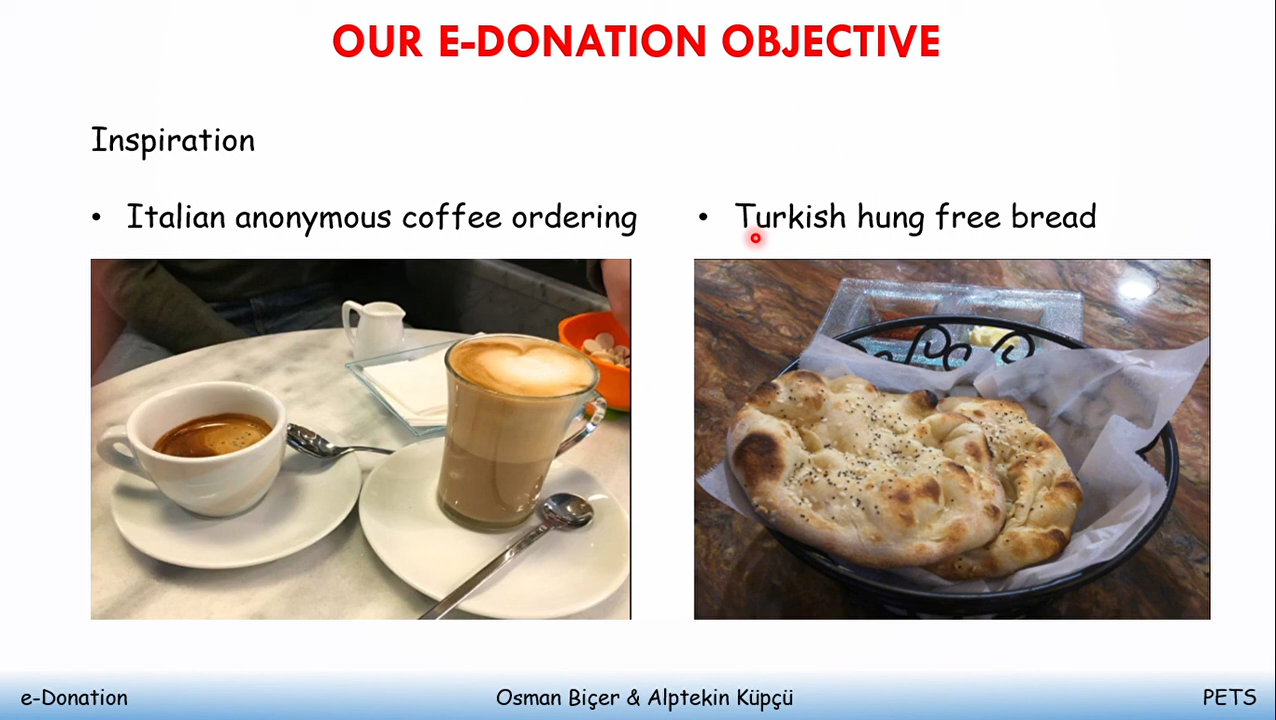 OUR E-DONATION OBJECTIVE
Inspiration
• Italian anonymous coffee ordering
• Turkish hung free bread
e-Donation
Osman Biçer & Alptekin Küpçü
PETS